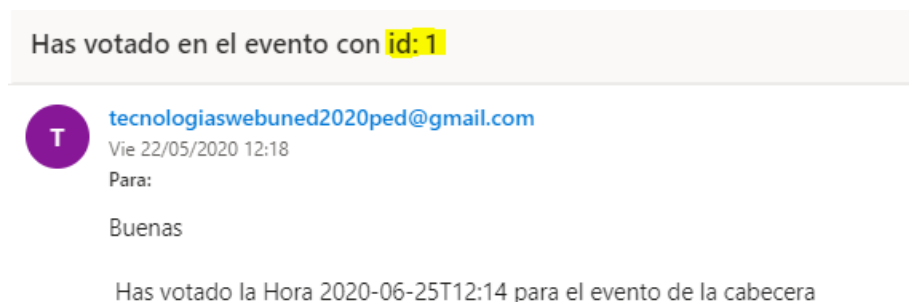 Has votado en el evento con id: 1
tecnologiaswebuned2020ped@gmail.com
T
Vie 22/05/2020 12:18
Para:
Buenas
Has votado la Hora 2020-06-25T12:14 para el evento de la cabecera